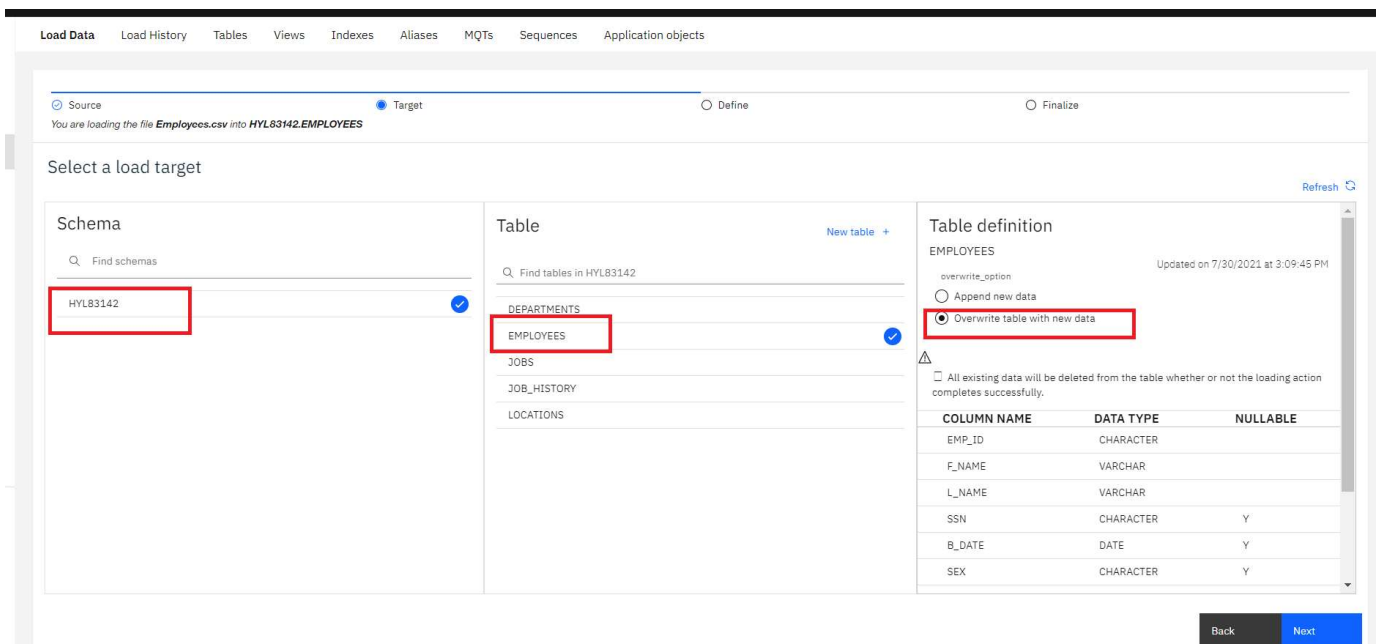 Load Data Load History Tables Views Indexes Aliases MQTs Sequences Application objects
Source Target Define Finalize
You are loading the file Employees.csv into HYL83142.EMPLOYEES
Select a load target
Refresh
Schema
Find schemas
HYL83142
Table
New table +
Find tables in HYL83142
DEPARTMENTS
EMPLOYEES
JOBS
JOB_HISTORY
LOCATIONS
Table definition
EMPLOYEES
Updated on 7/30/2021 at 3:09:45 PM
overwrite_option
Append new data
Overwrite table with new data
All existing data will be deleted from the table whether or not the loading action
completes successfully.
COLUMN NAME DATA TYPE NULLABLE
EMP_ID CHARACTER
F_NAME VARCHAR
L_NAME VARCHAR
SSN CHARACTER Y
B_DATE DATE Y
SEX CHARACTER Y
Back Next